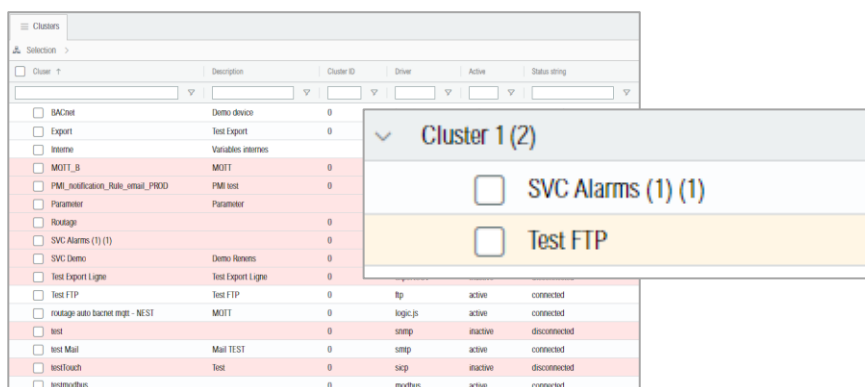 Clusters
Selection >
Cluser ↑ Description Cluster ID Driver Active Status string
BACnet Demo device 0
Export Test Export 0
Interne Variables internes
MOTT_B MOTT 0
PMI_notification_Rule_email_PROD PMI test 0
Parameter Parameter
Routage 0
SVC Alarms (1) (1) 0
SVC Demo Demo Renens 0
Test Export Ligne Test Export Ligne 0
Test FTP Test FTP 0 ftp active connected
routage auto bacnet mqtt - NEST MOTT 0 logic.js active connected
test 0 snmp inactive disconnected
test Mail Mail TEST 0 smtp active connected
testTouch Test 0 sicp inactive disconnected
testmodbus 0 modbus active connected
Cluster 1 (2)
SVC Alarms (1) (1)
Test FTP